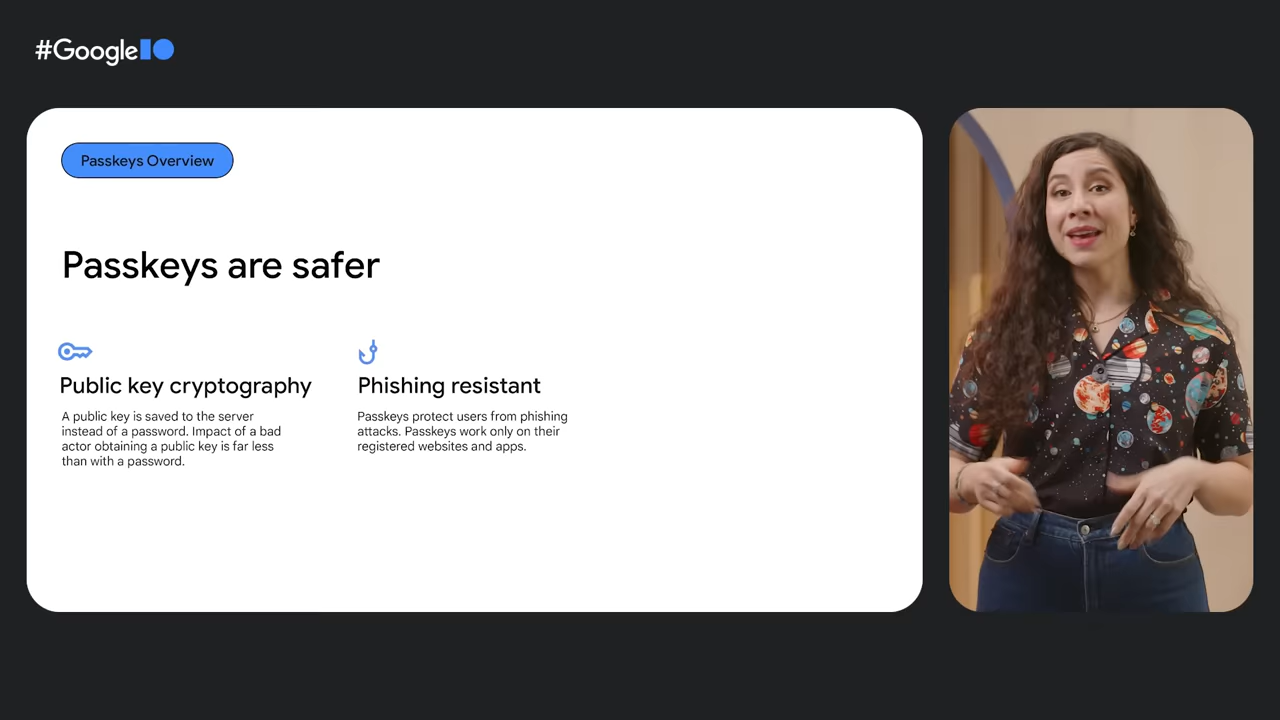 #GoogleIO
Passkeys Overview
Passkeys are safer
Public key cryptography
A public key is saved to the server
instead of a password. Impact of a bad
actor obtaining a public key is far less
than with a password.
Phishing resistant
Passkeys protect users from phishing
attacks. Passkeys work only on their
registered websites and apps.